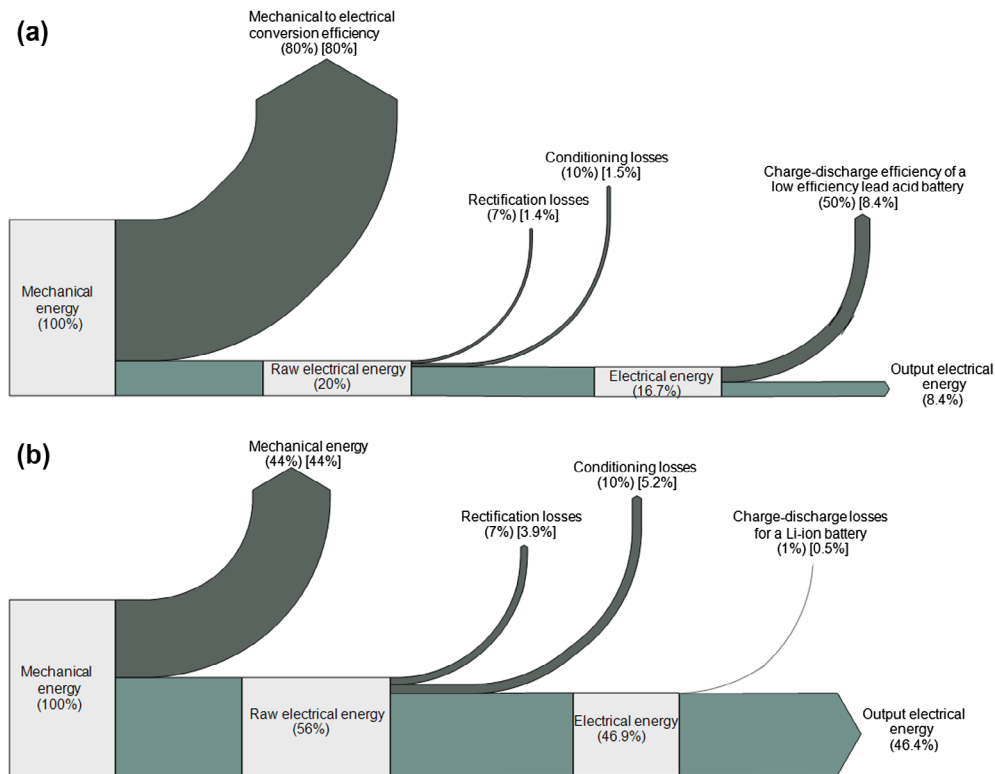 (a)
Mechanical to electrical
conversion efficiency
(80%) [80%]
Conditioning losses
(10%) [1.5%]
Rectification losses
(7%) [1.4%]
Charge-discharge efficiency of a
low efficiency lead acid battery
(50%) [8.4%]
Mechanical
energy
(100%)
Raw electrical energy
(20%)
Electrical energy
(16.7%)
Output electrical
energy
(8.4%)
(b)
Mechanical energy
(44%) [44%]
Conditioning losses
(10%) [5.2%]
Rectification losses
(7%) [3.9%]
Charge-discharge losses
for a Li-ion battery
(1%) [0.5%]
Mechanical
energy
(100%)
Raw electrical energy
(56%)
Electrical energy
(46.9%)
Output electrical
energy
(46.4%)